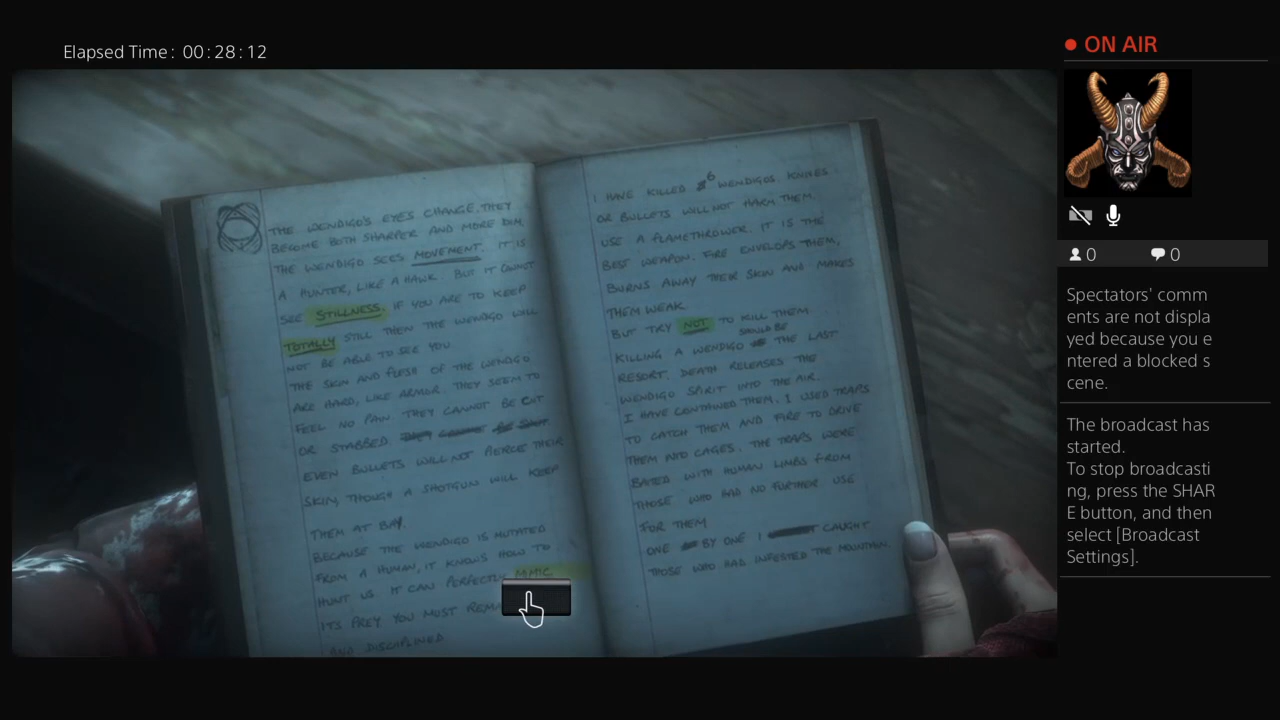 Elapsed Time: 00:28:12
THE WENDIGO'S EYES CHANGE. THEY
BECOME BOTH SHARPER AND MORE DIM
THE WENDIGO SEES MOVEMENT. IT IS
A HUNTER, LIKE A HAWK BUT IT CANNOT
SEE STILLNESS. IF YOU ARE TO KEEP
TOTALLY STILL THEN THE WENDIGO WILL
NOT BE ABLE TO SEE YOU
THE SKIN AND FLESH OF THE WENDIGO
ARE HARD, LIKE ARMOR. THEY SEEM TO
FEEL NO PAIN THEY CANNOT BE CUT
OR STABBED
EVEN BULLETS WILL NOT PIERCE THEIR
SKIN, THOUGH A SHOTGUN WILL KEEP
THEM AT BAY.
BECAUSE THE WENDIGO IS MUTATED
FROM A HUMAN, IT KNOWS HOW TO
HUNT US IT CAN PERFECTLY MIMIC
ITS PREY. YOU MUST
AND DISCIPLINED
I HAVE KILLED 6 WENDIGOS KNIVES
OR BULLETS WILL NOT HARM THEM.
USE A FLAMETHROWER. IT IS THE
BEST WEAPON. FIRE ENVELOPS THEM,
BURNS AWAY THEIR SKIN AND MAKES
THEM WEAK
BUT TRY NOT TO KILL THEM
KILLING A WENDIGO SHOULD BE THE LAST
RESORT. DEATH RELEASES THE
WENDIGO SPIRIT INTO THE AIR.
I HAVE CONTAINED THEM. I USED TRAPS
TO CATCH THEM AND FIRE TO DRIVE
THEM INTO CAGES. THE TRAPS WERE
BAITED WITH HUMAN LIMBS FROM
THOSE WHO HAD NO FURTHER USE
FOR THEM
ONE BY ONE I CAUGHT
THOSE WHO HAD INFESTED THE MOUNTAIN.
ON AIR
0 0
Spectators' comm
ents are not displa
yed because you e
ntered a blocked s
cene.
The broadcast has
started.
To stop broadcasti
ng, press the SHAR
E button, and then
select [Broadcast
Settings].